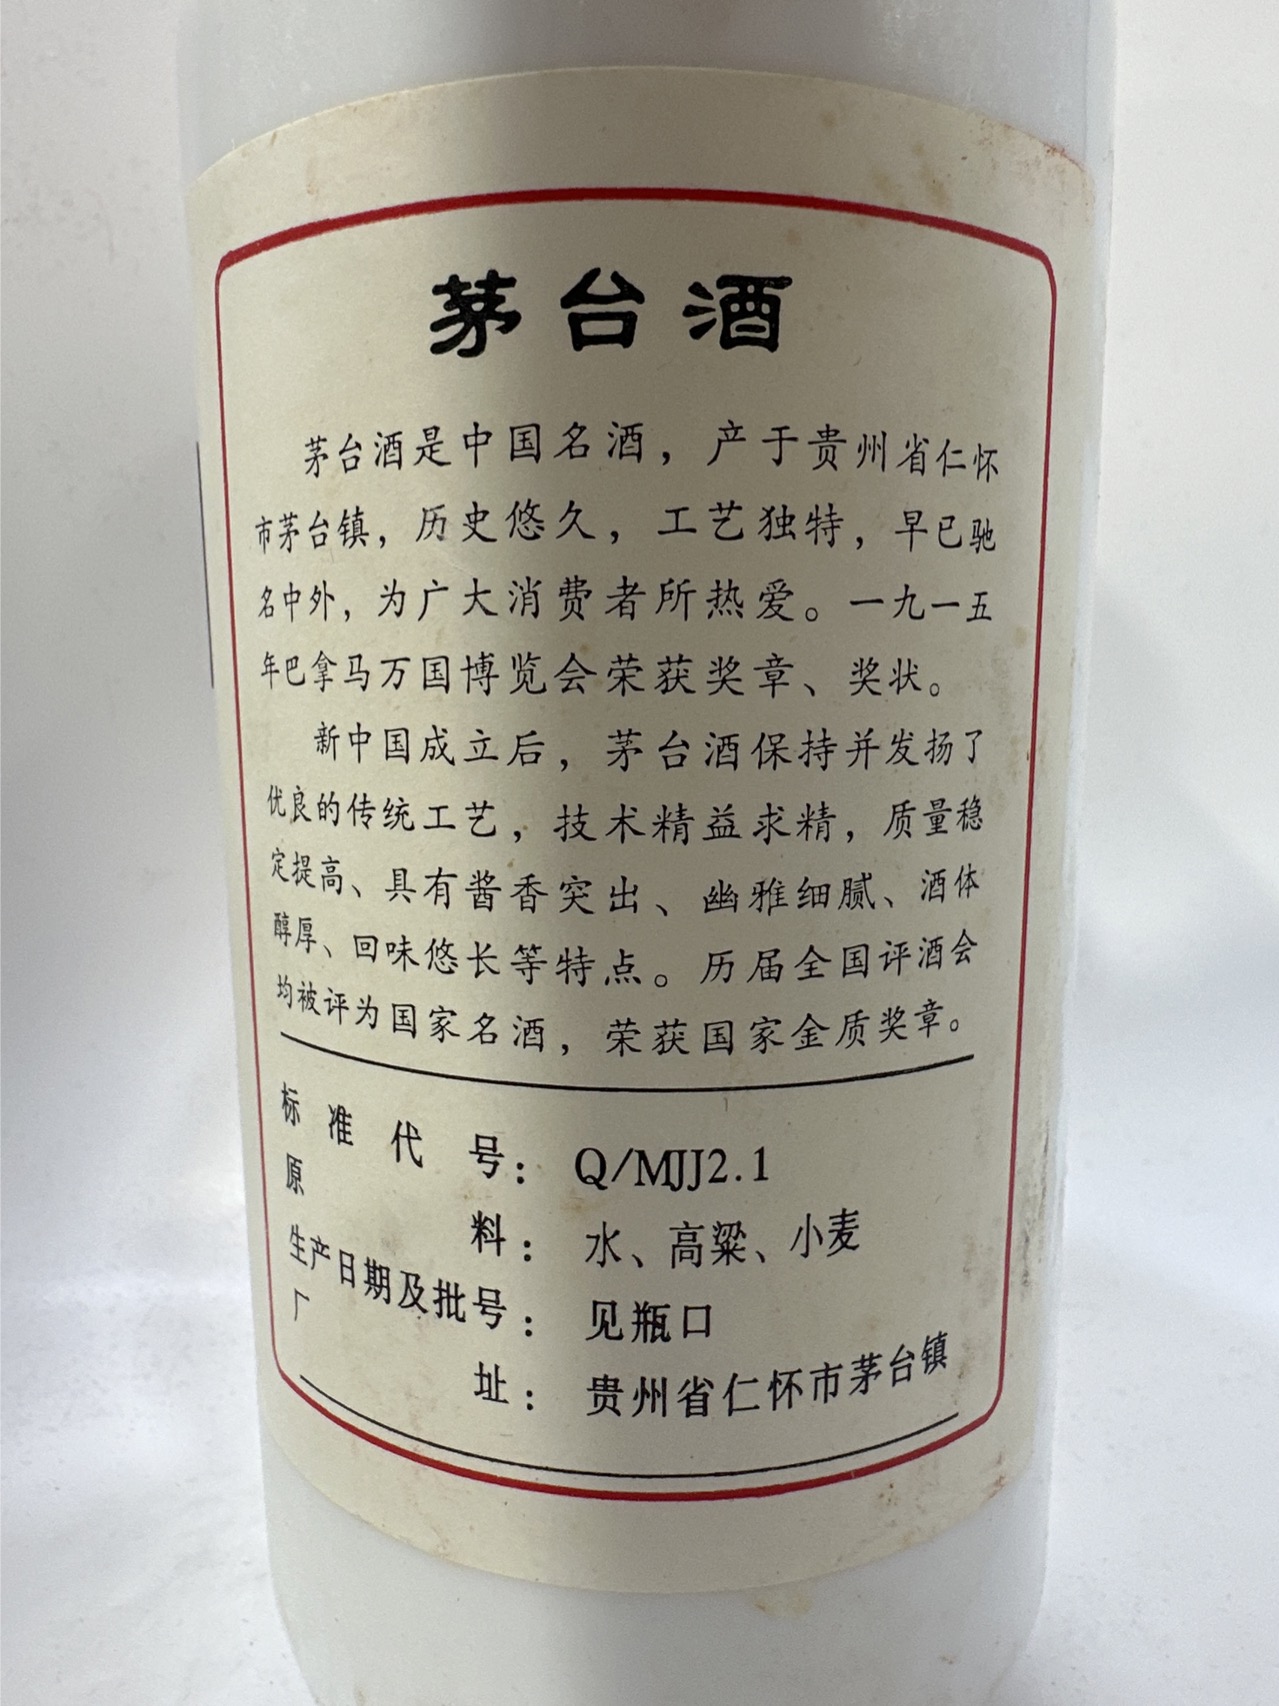 茅台酒
茅台酒是中国名酒，产于贵州省仁怀
市茅台镇，历史悠久，工艺独特，早已驰
名中外，为广大消费者所热爱。一九一五
年巴拿马万国博览会荣获奖章、奖状。
新中国成立后，茅台酒保持并发扬了
优良的传统工艺，技术精益求精，质量稳
定提高、具有酱香突出、幽雅细腻、酒体
醇厚、回味悠长等特点。历届全国评酒会
均被评为国家名酒，荣获国家金质奖章。
标准代号：Q/MJJ2.1
原料：水、高粱、小麦
生产日期及批号：见瓶口
厂址：贵州省仁怀市茅台镇